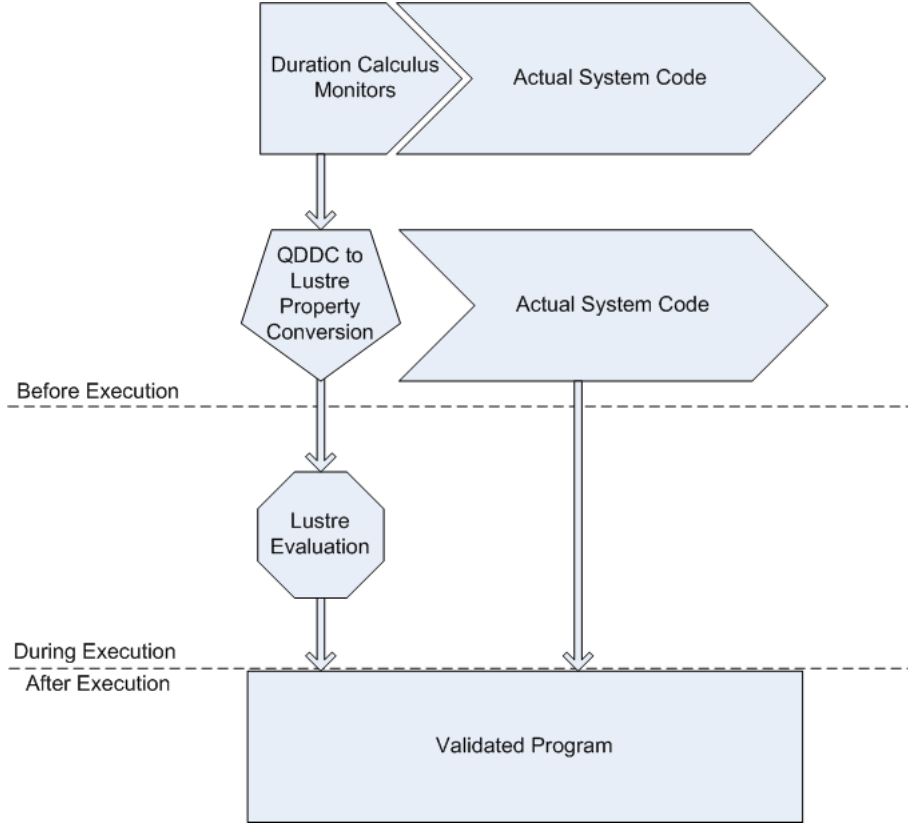 Duration Calculus
Monitors
Actual System Code
QDDC to
Lustre
Property
Conversion
Actual System Code
Before Execution
Lustre
Evaluation
During Execution
After Execution
Validated Program